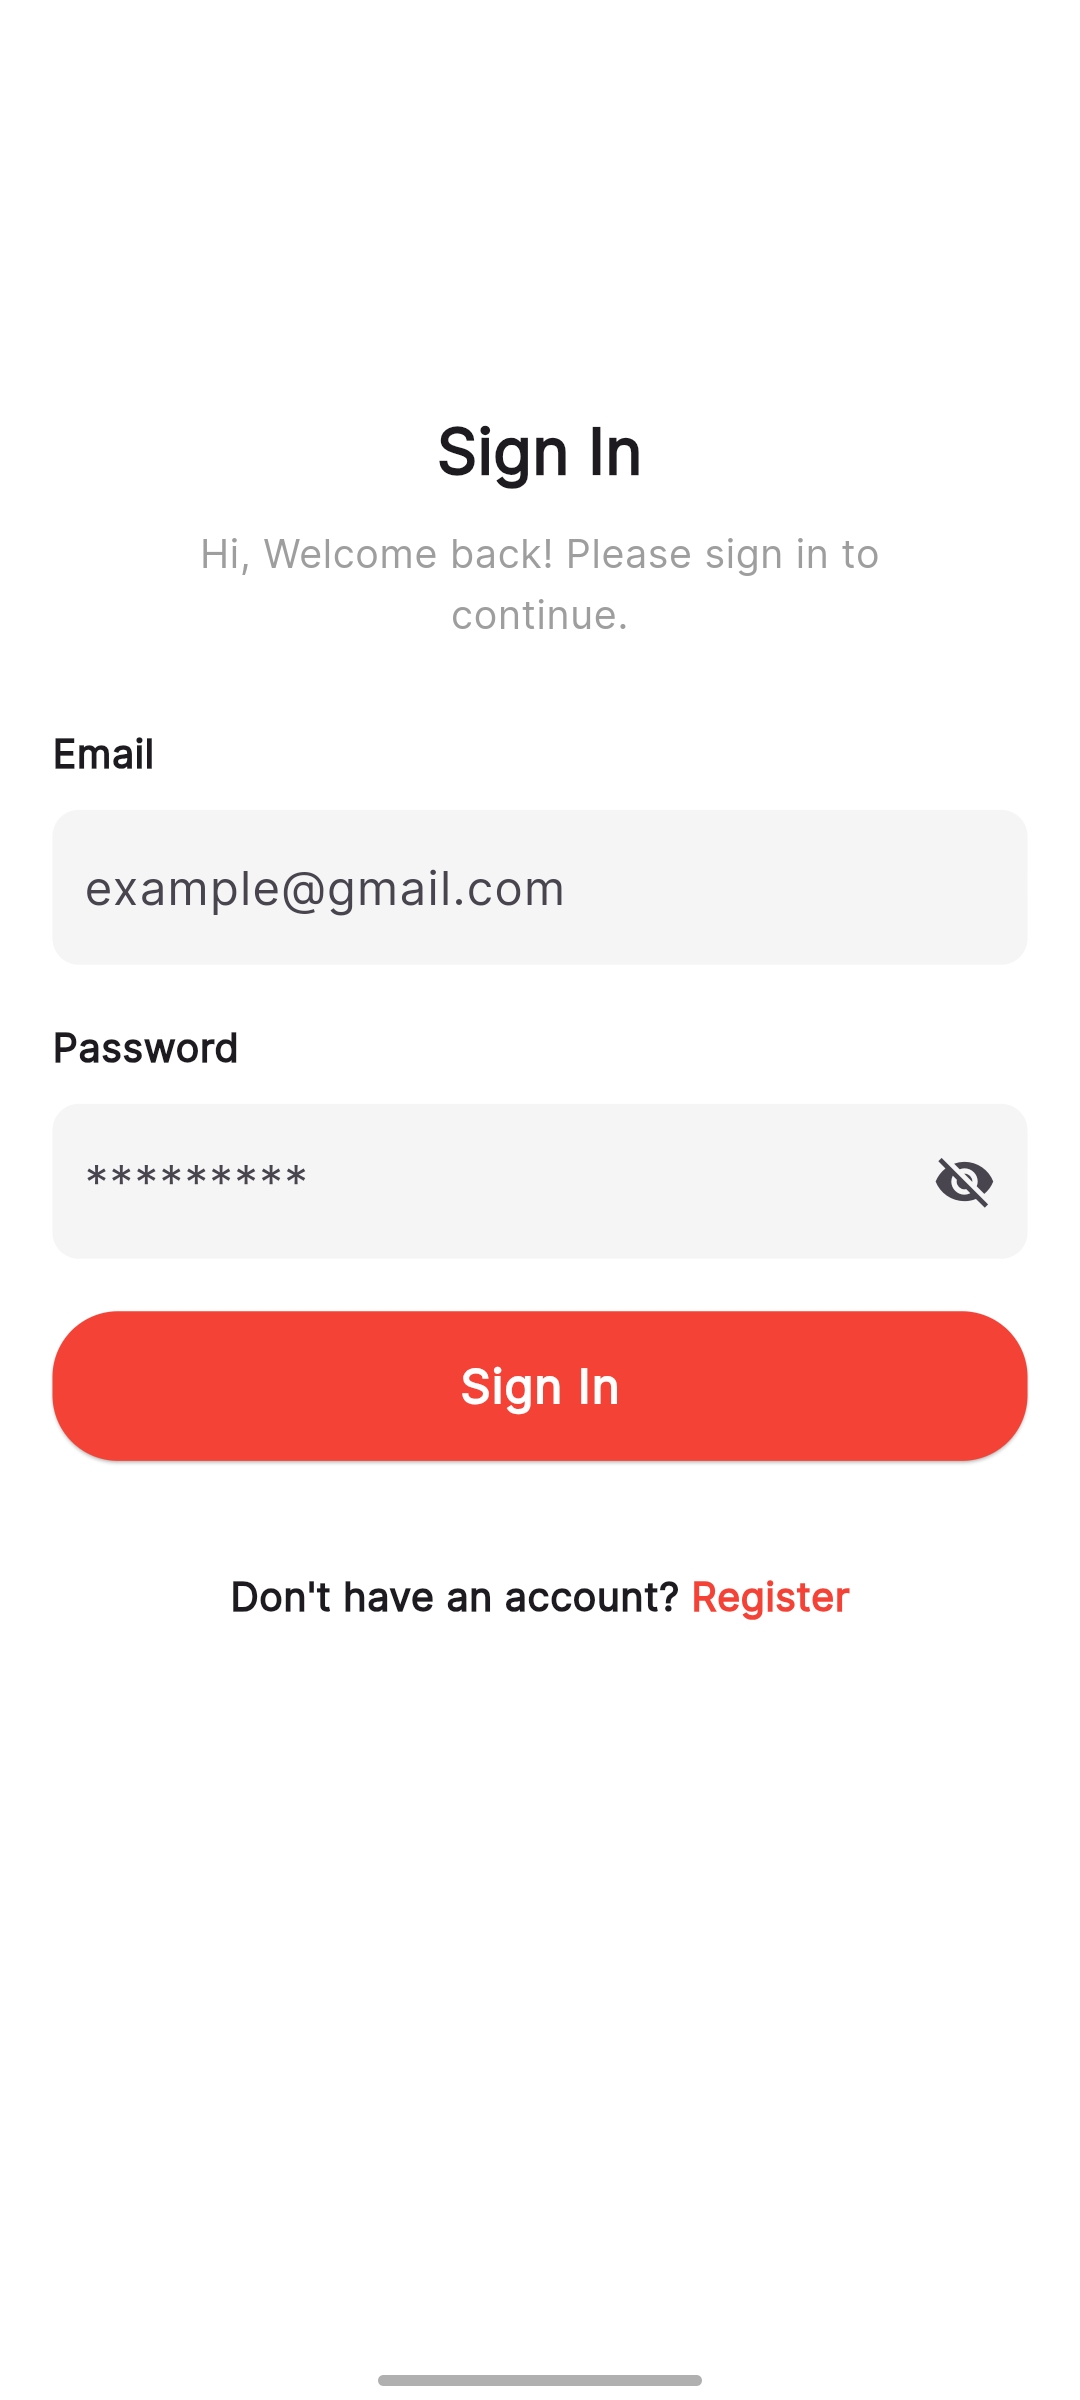 Sign In
Hi, Welcome back! Please sign in to
continue.
Email
example@gmail.com
Password
*********
Sign In
Don't have an account? Register